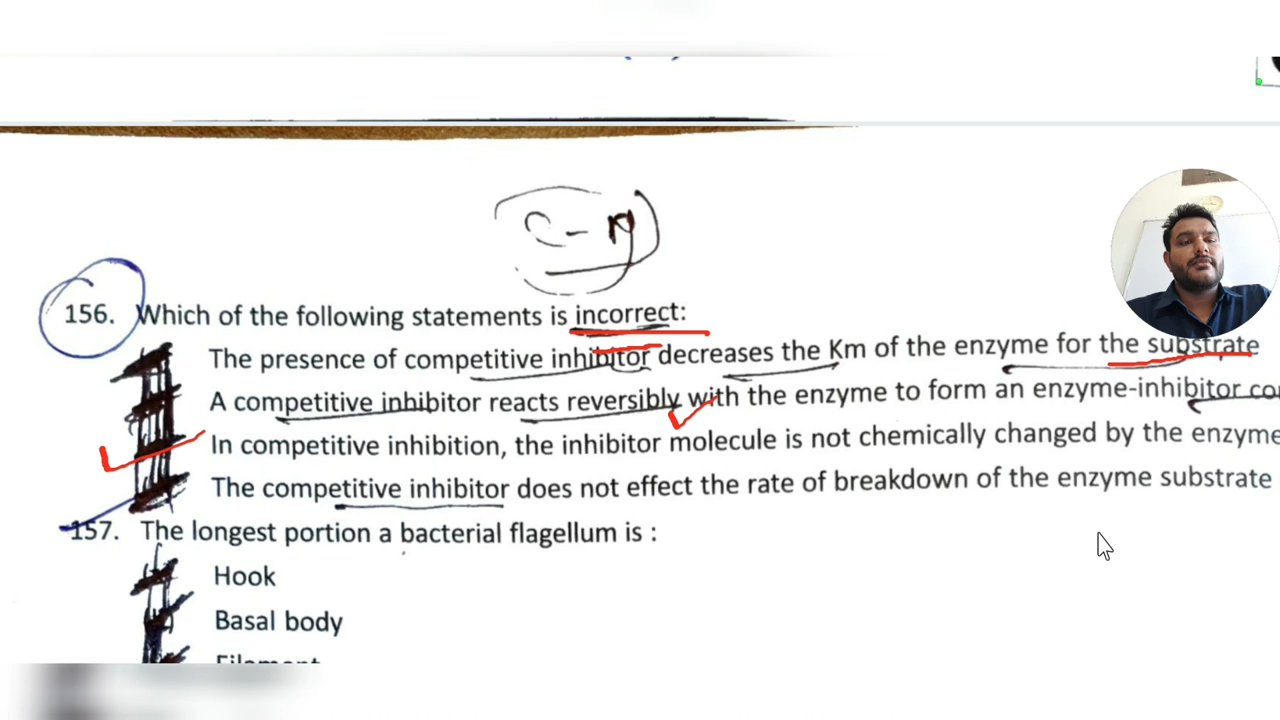 156. Which of the following statements is incorrect:
The presence of competitive inhibitor decreases the Km of the enzyme for the substrate
A competitive inhibitor reacts reversibly with the enzyme to form an enzyme-inhibitor
In competitive inhibition, the inhibitor molecule is not chemically changed by the enzyme
The competitive inhibitor does not effect the rate of breakdown of the enzyme substrate
157. The longest portion a bacterial flagellum is :
Hook
Basal body
Filament